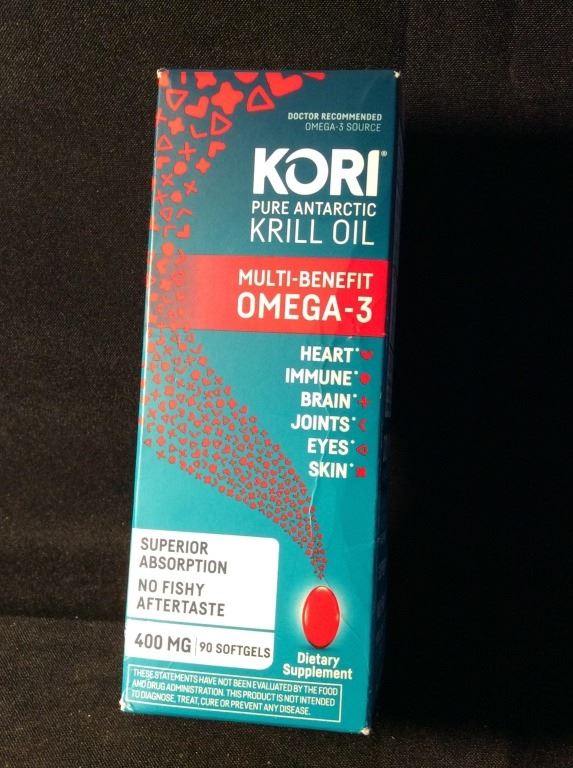 DOCTOR RECOMMENDED
OMEGA-3 SOURCE
KORI®
PURE ANTARCTIC
KRILL OIL
MULTI-BENEFIT
OMEGA-3
HEART*
IMMUNE*
BRAIN*
JOINTS*
EYES*
SKIN*
SUPERIOR
ABSORPTION
NO FISHY
AFTERTASTE
400 MG | 90 SOFTGELS
Dietary
Supplement
THESE STATEMENTS HAVE NOT BEEN EVALUATED BY THE FOOD
AND DRUG ADMINISTRATION. THIS PRODUCT IS NOT INTENDED
TO DIAGNOSE, TREAT, CURE OR PREVENT ANY DISEASE.